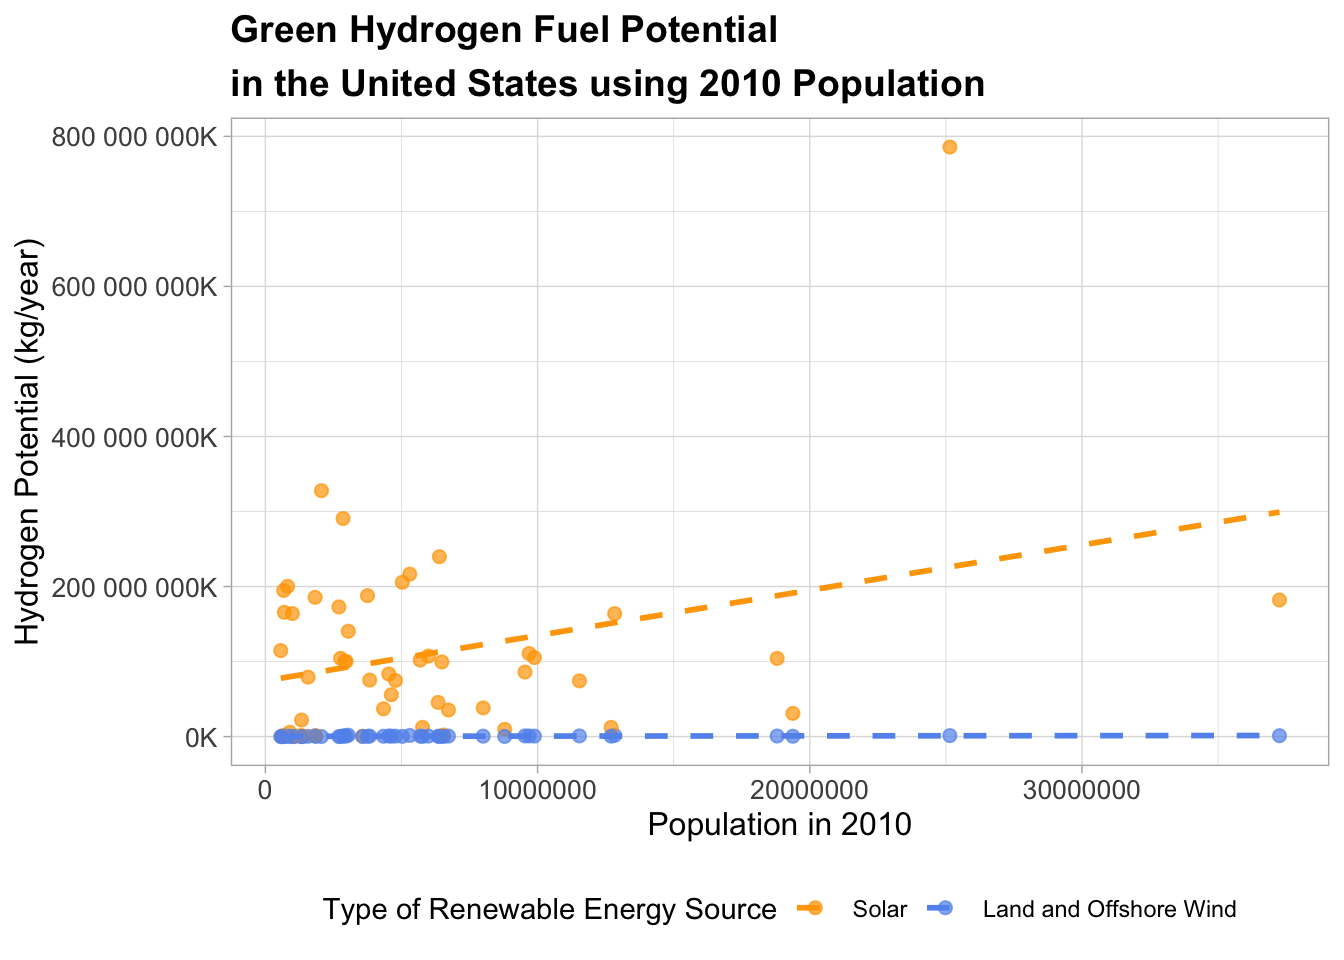 Green Hydrogen Fuel Potential
in the United States using 2010 Population
Hydrogen Potential (kg/year)
800 000 000K
600 000 000K
400 000 000K
200 000 000K
0K
0 10000000 20000000 30000000
Population in 2010
Type of Renewable Energy Source Solar Land and Offshore Wind